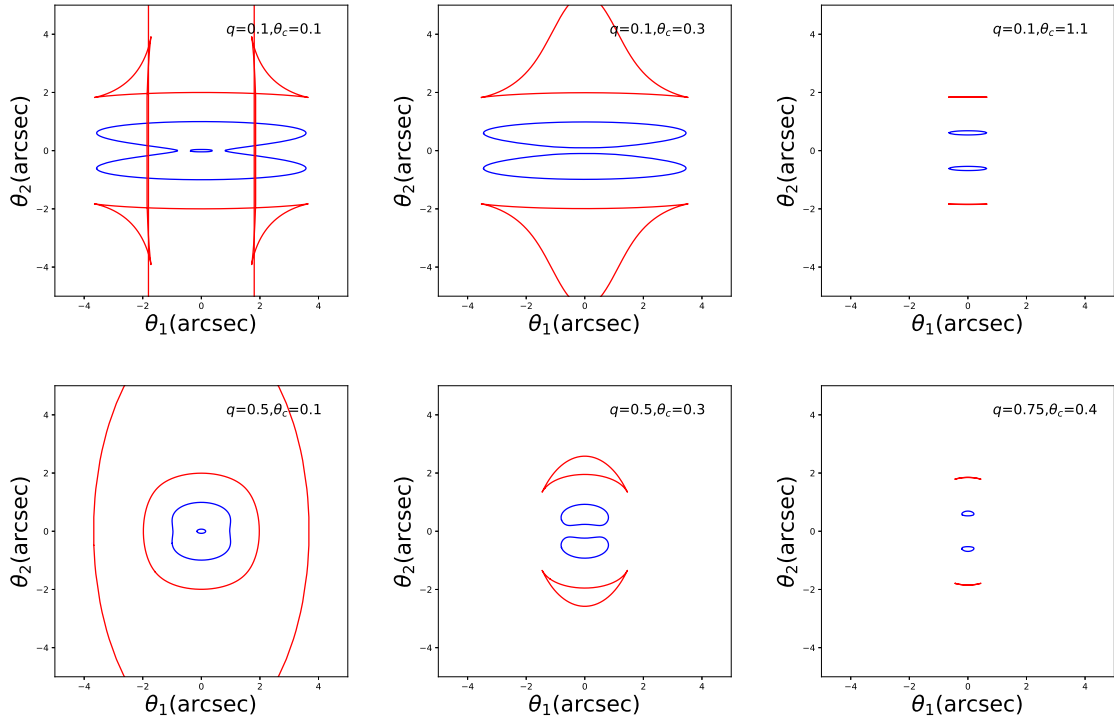 q=0.1,θc=0.1
q=0.1,θc=0.3
q=0.1,θc=1.1
4
4
4
2
2
2
0
0
0
−2
−2
−2
−4
−4
−4
θ2(arcsec)
θ2(arcsec)
θ2(arcsec)
−4 −2 0 2 4
−4 −2 0 2 4
−4 −2 0 2 4
θ1(arcsec)
θ1(arcsec)
θ1(arcsec)
q=0.5,θc=0.1
q=0.5,θc=0.3
q=0.75,θc=0.4
4
4
4
2
2
2
0
0
0
−2
−2
−2
−4
−4
−4
θ2(arcsec)
θ2(arcsec)
θ2(arcsec)
−4 −2 0 2 4
−4 −2 0 2 4
−4 −2 0 2 4
θ1(arcsec)
θ1(arcsec)
θ1(arcsec)